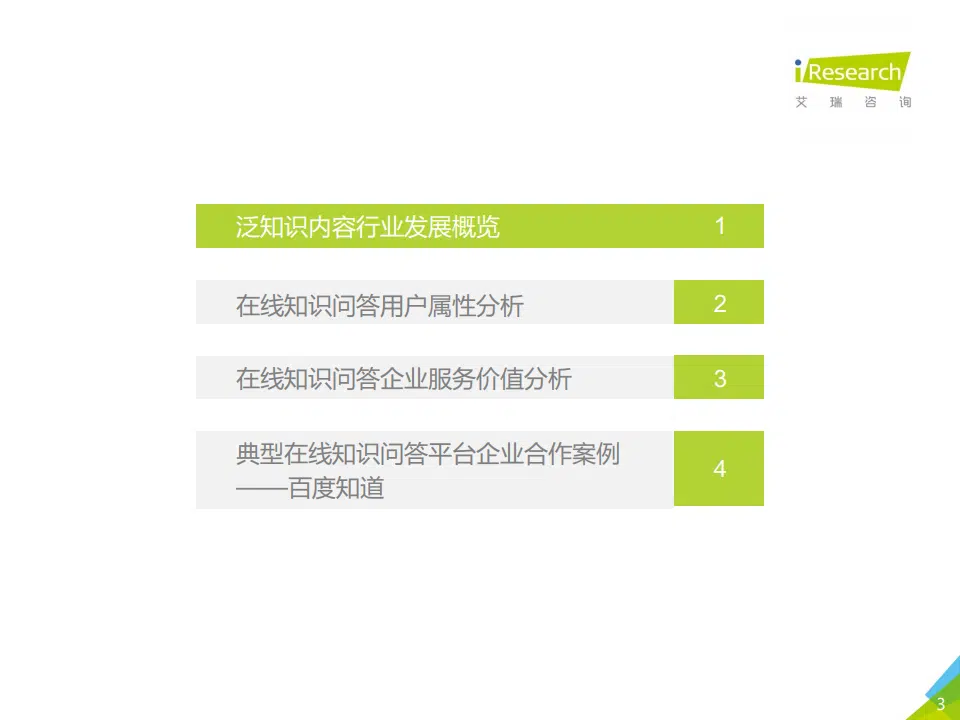 iResearch
艾瑞咨询
泛知识内容行业发展概览 1
在线知识问答用户属性分析 2
在线知识问答企业服务价值分析 3
典型在线知识问答平台企业合作案例
——百度知道 4
3